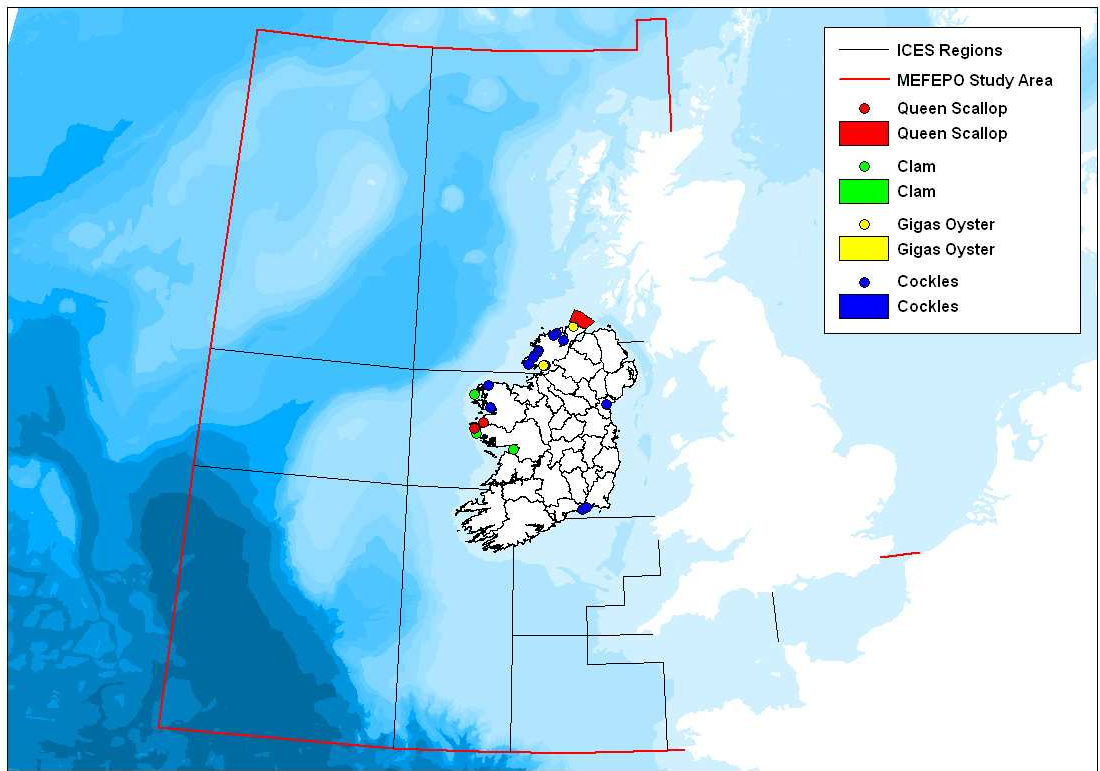 ICES Regions
MEFEPO Study Area
Queen Scallop
Queen Scallop
Clam
Clam
Gigas Oyster
Gigas Oyster
Cockles
Cockles